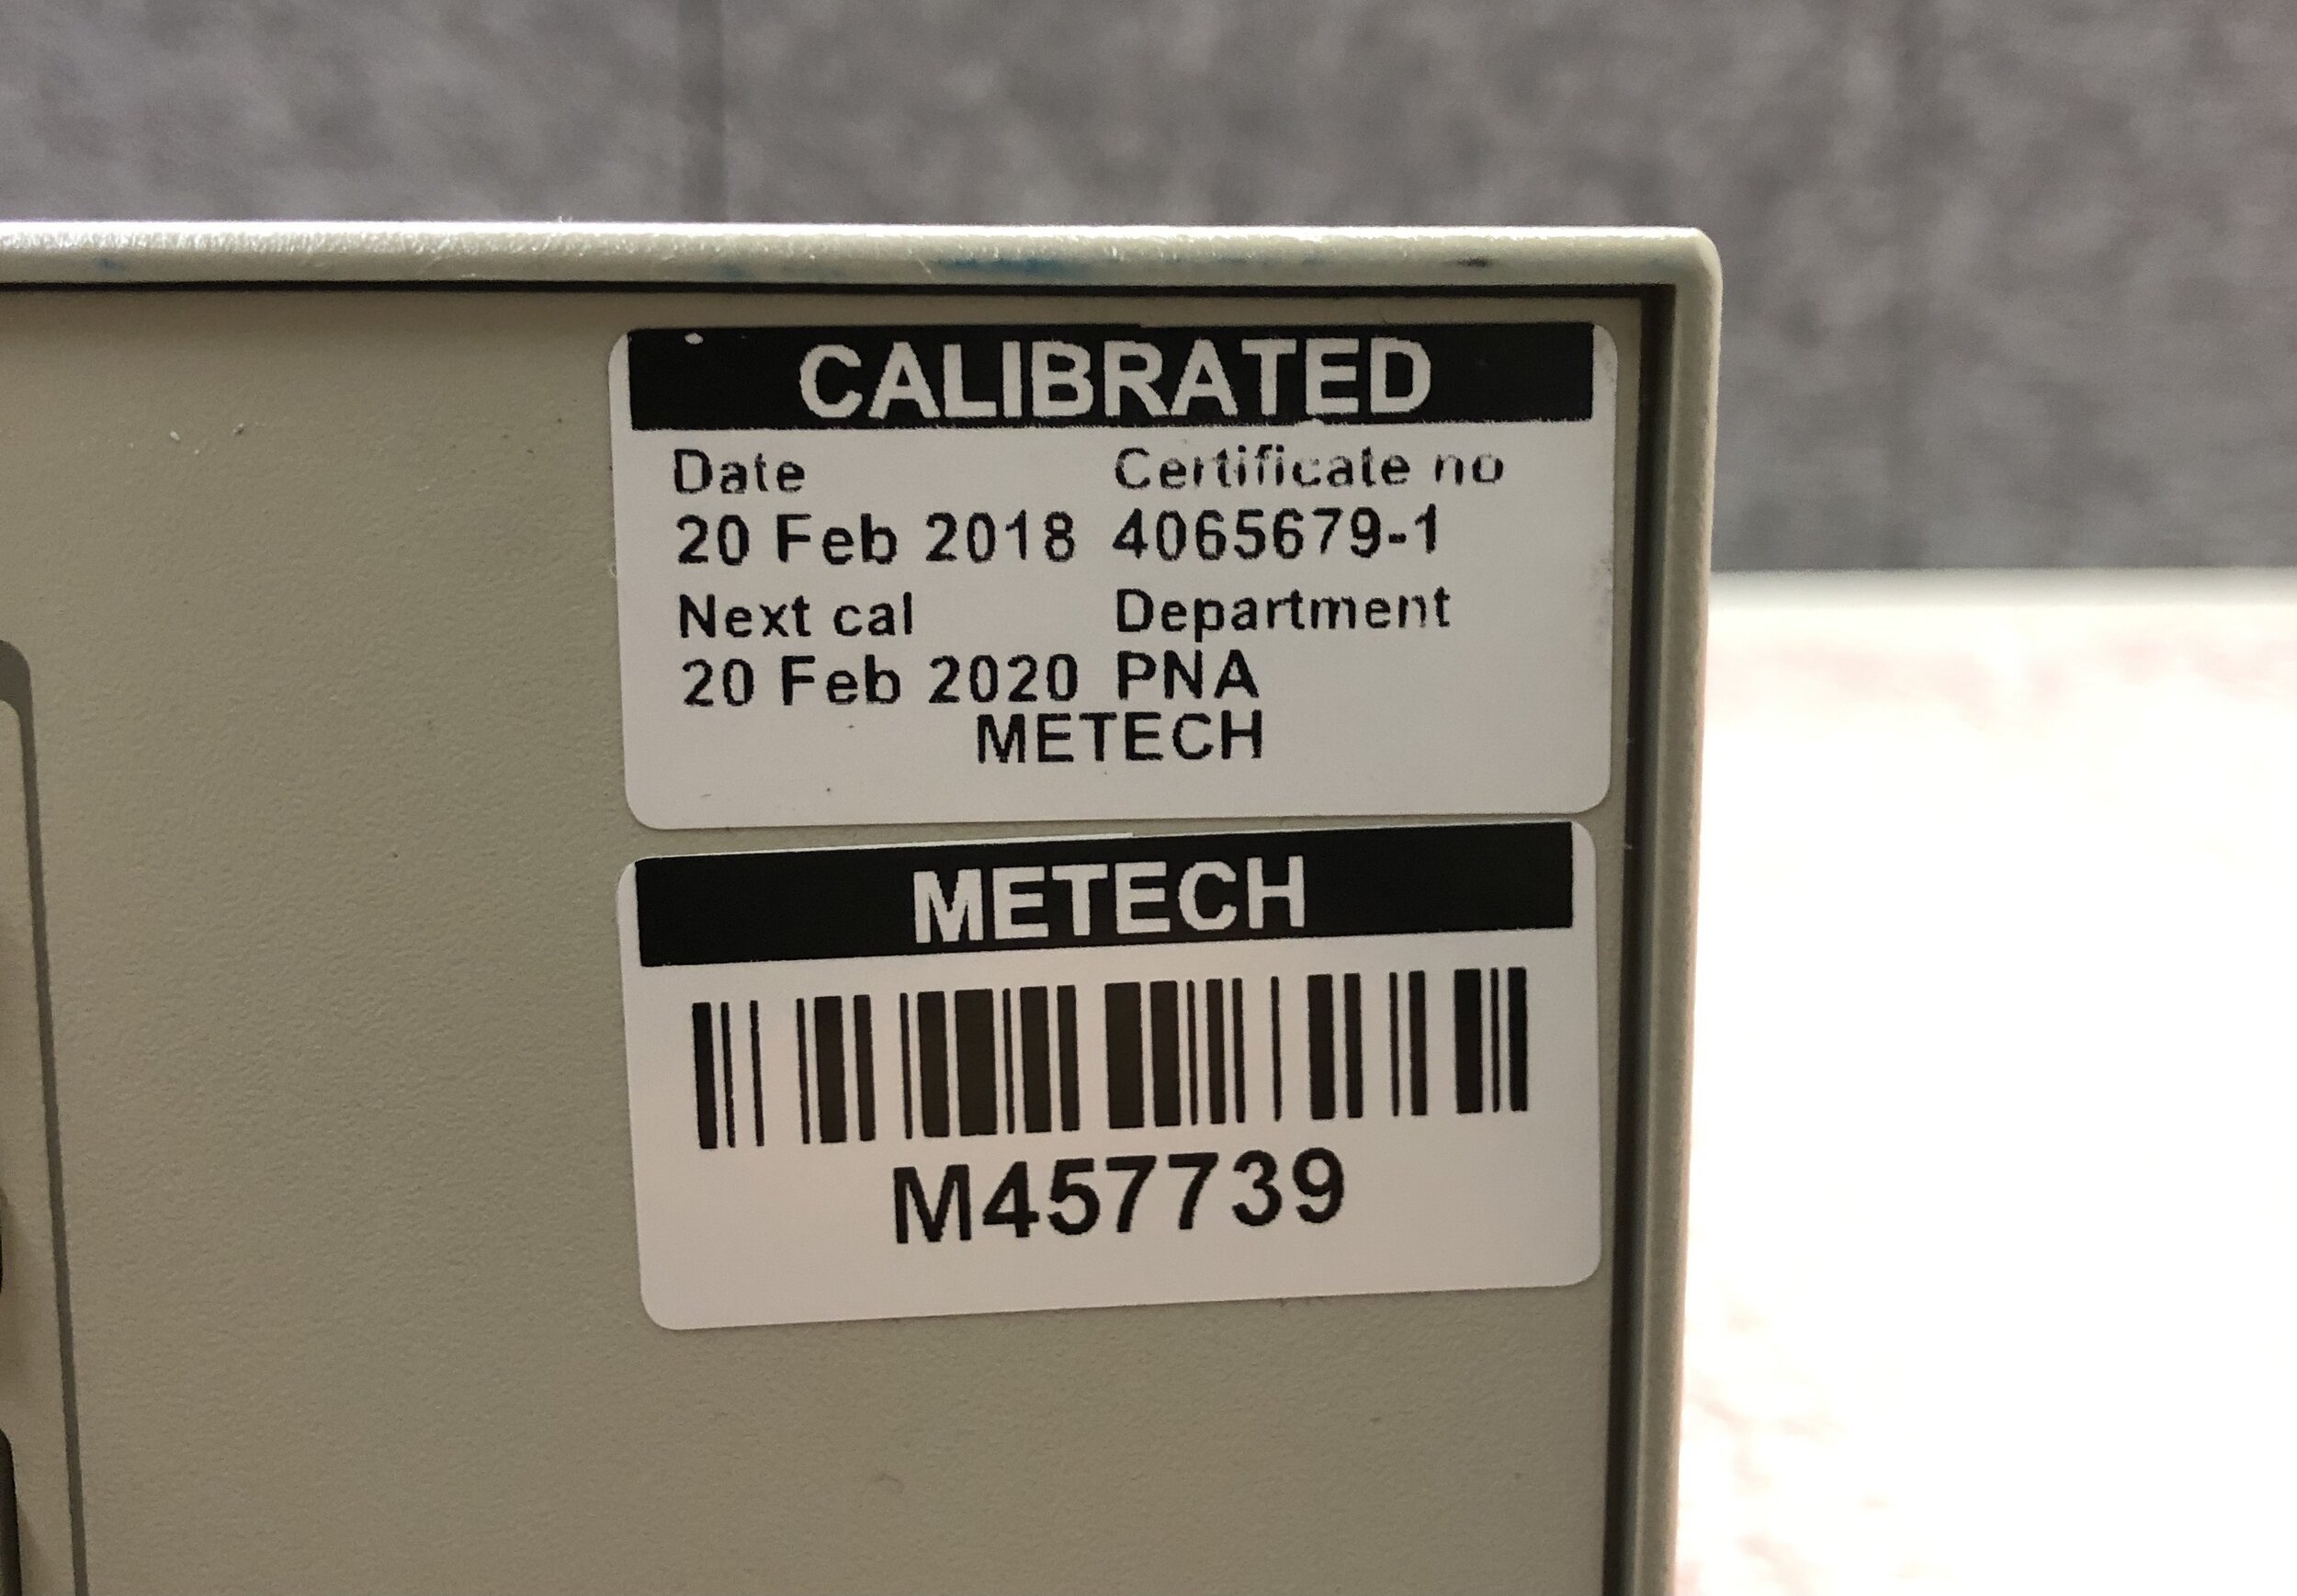 CALIBRATED
Date Certificate no
20 Feb 2018 4065679-1
Next cal Department
20 Feb 2020 PNA
METECH
METECH
M457739